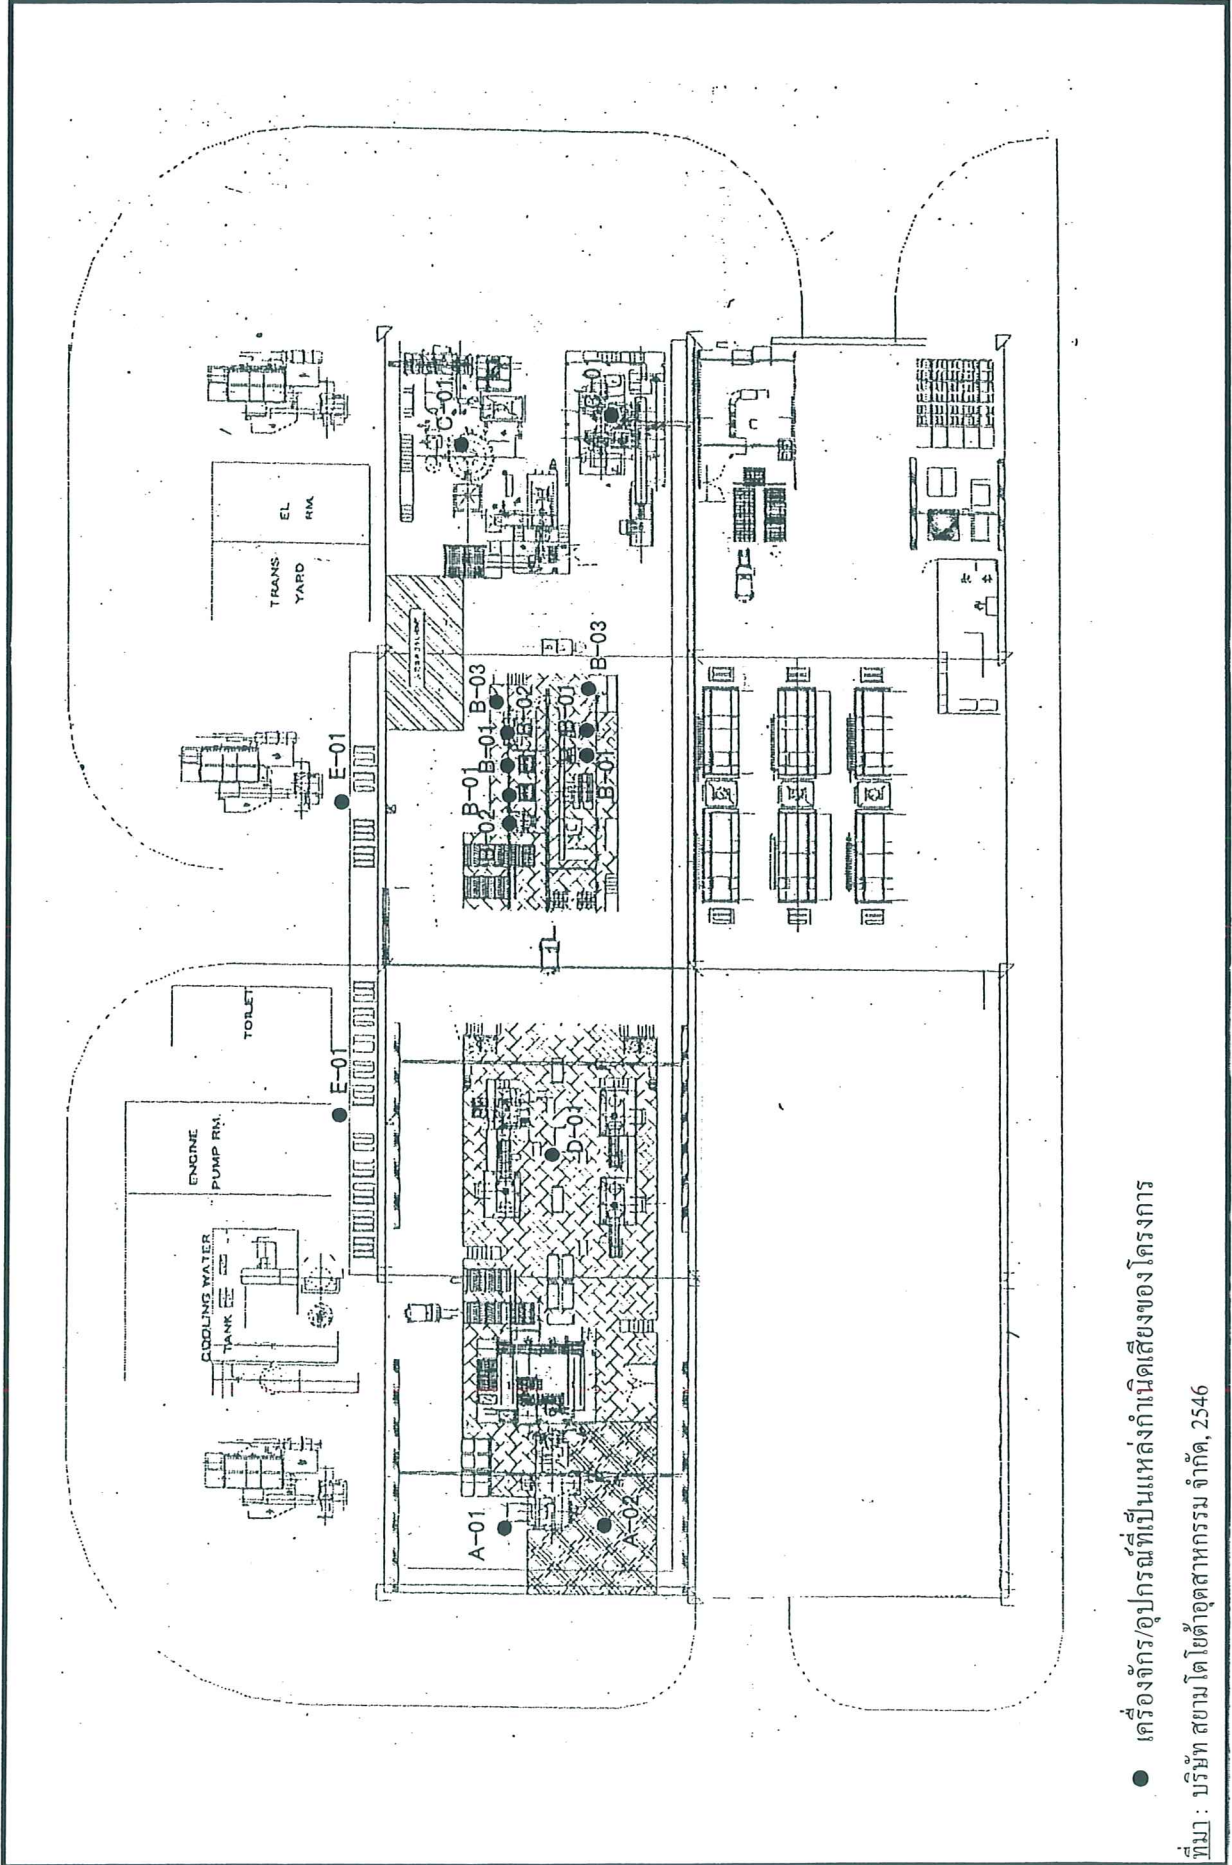 EL RM.
TRANS YARD
TOILET
ENGINE PUMP RM.
COOLING WATER TANK
E-01
E-01
C-01
B-03
B-02
B-01
B-01
B-02
B-03
B-01
B-01
D-01
A-01
A-02
● เครื่องจักร/อุปกรณ์ที่เป็นแหล่งกำเนิดเสียงของโครงการ
ที่มา : บริษัท สยามโตโยต้าอุตสาหกรรม จำกัด, 2546